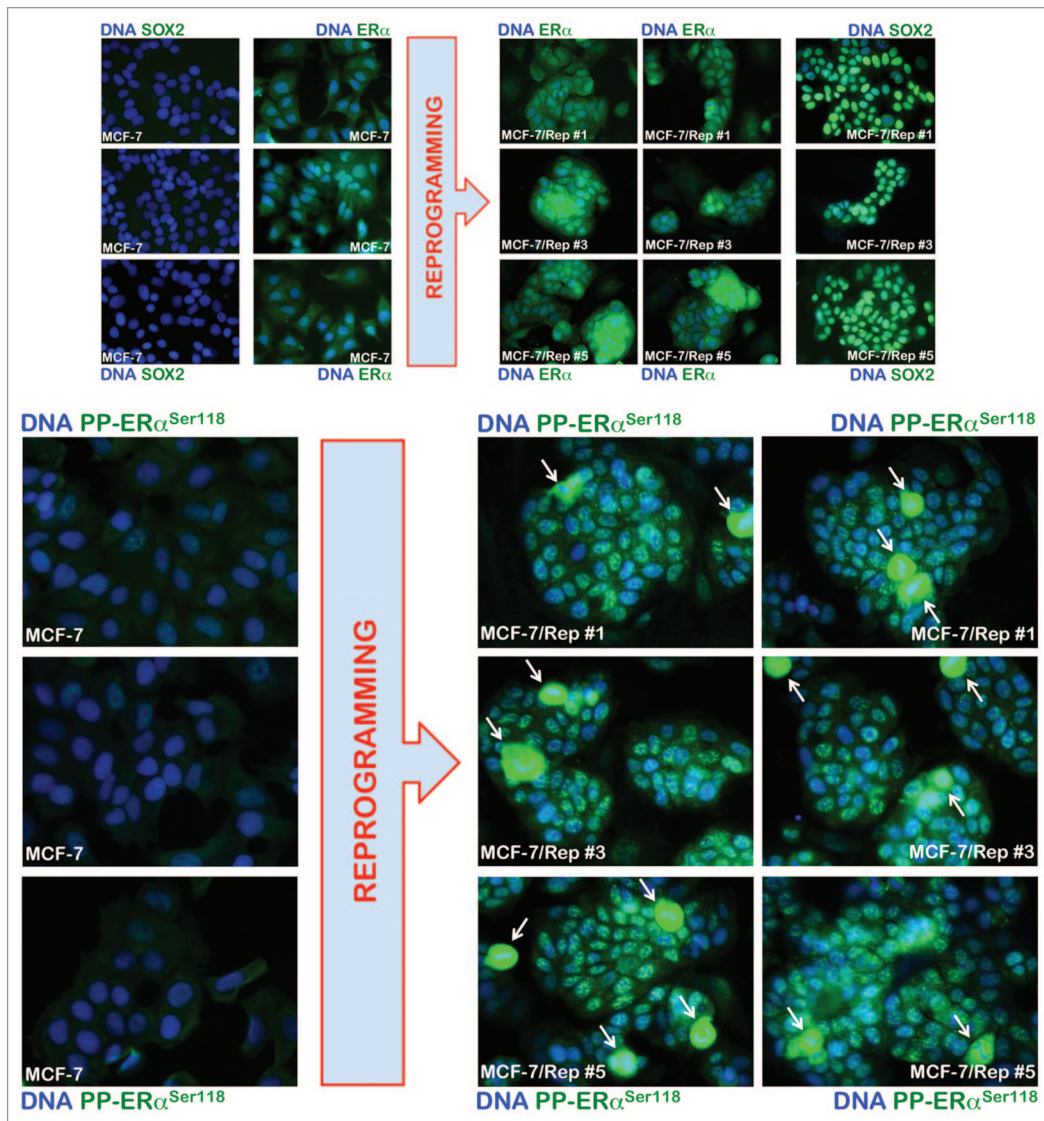 DNA SOX2
DNA ERα
DNA ERα
DNA ERα
DNA SOX2
MCF-7
MCF-7
MCF-7/Rep #1
MCF-7/Rep #1
MCF-7/Rep #1
MCF-7
MCF-7
MCF-7/Rep #3
MCF-7/Rep #3
MCF-7/Rep #3
MCF-7
MCF-7
MCF-7/Rep #5
MCF-7/Rep #5
MCF-7/Rep #5
REPROGRAMMING
DNA SOX2
DNA ERα
DNA ERα
DNA ERα
DNA SOX2
DNA PP-ERαSer118
DNA PP-ERαSer118
DNA PP-ERαSer118
MCF-7
MCF-7/Rep #1
MCF-7/Rep #1
REPROGRAMMING
MCF-7
MCF-7/Rep #3
MCF-7/Rep #3
MCF-7
MCF-7/Rep #5
MCF-7/Rep #5
DNA PP-ERαSer118
DNA PP-ERαSer118
DNA PP-ERαSer118